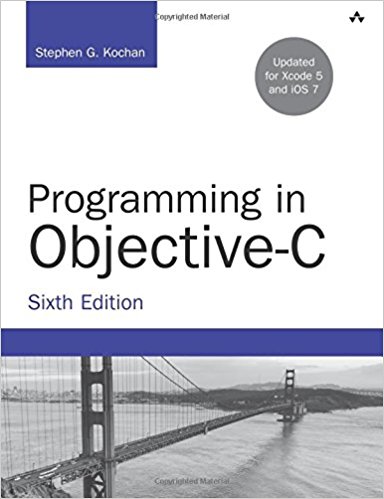 Copyrighted Material
Stephen G. Kochan
Updated
for Xcode 5
and iOS 7
Programming in
Objective-C
Sixth Edition
Copyrighted Material